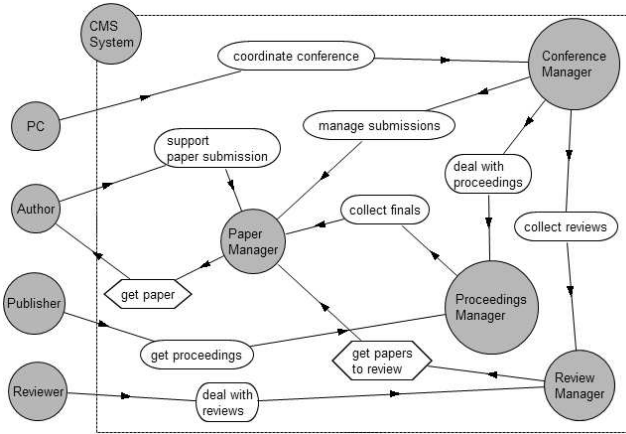 CMS
System
coordinate conference
Conference
Manager
PC
manage submissions
support
paper submission
deal with
proceedings
Author
collect finals
Paper
Manager
collect reviews
get paper
Publisher
Proceedings
Manager
get proceedings
get papers
to review
Reviewer
deal with
reviews
Review
Manager